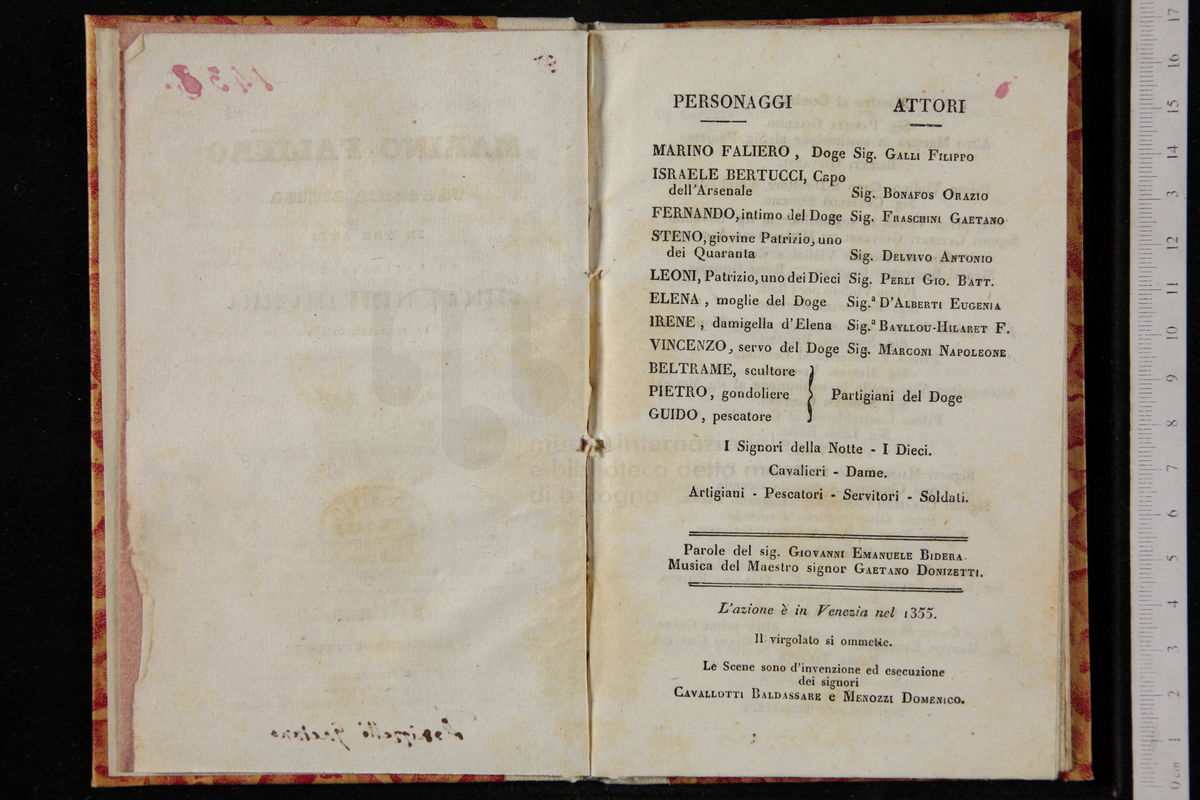 PERSONAGGI ATTORI
MARINO FALIERO, Doge Sig. GALLI FILIPPO
ISRAELE BERTUCCI, Capo
dell'Arsenale Sig. BONAFOS ORAZIO
FERNANDO, intimo del Doge Sig. FRASCHINI GAETANO
STENO, giovine Patrizio, uno
dei Quaranta Sig. DELVIVO ANTONIO
LEONI, Patrizio, uno dei Dieci Sig. PERLI GIO. BATT.
ELENA, moglie del Doge Sig.ª D'ALBERTI EUGENIA
IRENE, damigella d'Elena Sig.ª BAYLLOU-HILARET F.
VINCENZO, servo del Doge Sig. MARCONI NAPOLEONE
BELTRAME, scultore
PIETRO, gondoliere } Partigiani del Doge
GUIDO, pescatore
I Signori della Notte - I Dieci.
Cavalieri - Dame.
Artigiani - Pescatori - Servitori - Soldati.
Parole del sig. GIOVANNI EMANUELE BIDERA.
Musica del Maestro signor GAETANO DONIZETTI.
L'azione è in Venezia nel 1355.
Il virgolato si ommette.
Le Scene sono d'invenzione ed esecuzione
dei signori
CAVALLOTTI BALDASSARE e MENOZZI DOMENICO.